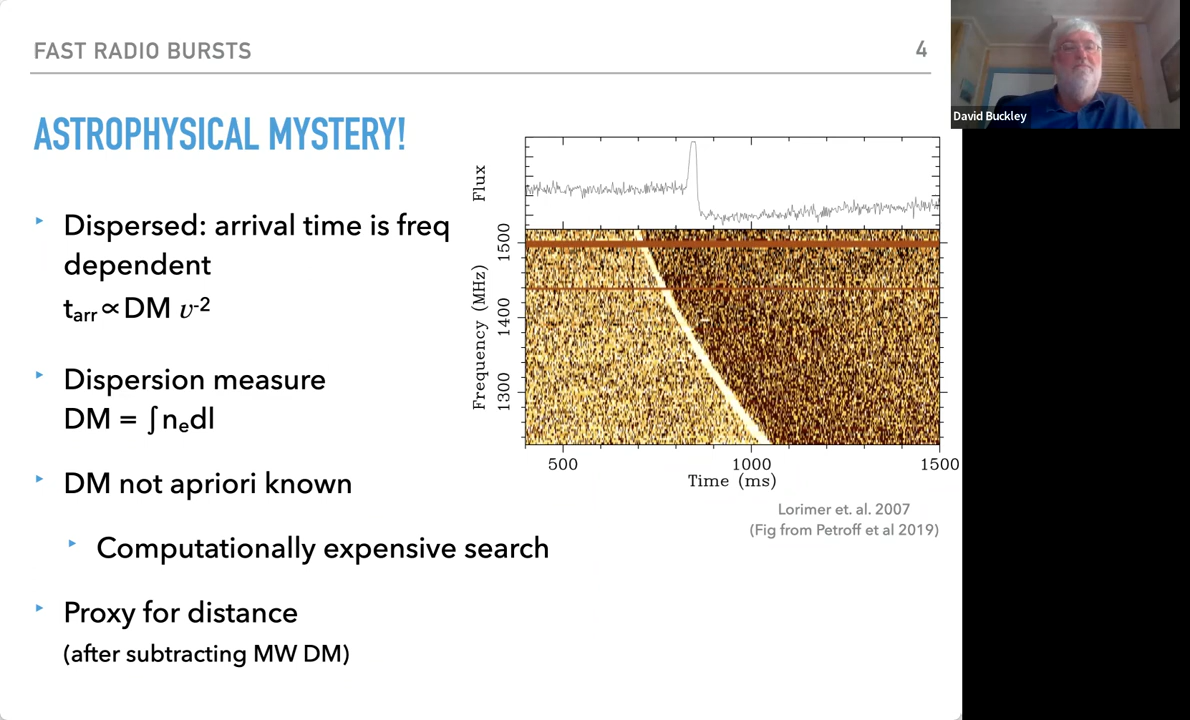 FAST RADIO BURSTS
4
David Buckley
ASTROPHYSICAL MYSTERY!
‣ Dispersed: arrival time is freq
dependent
tₐᵣᵣ ∝ DM 𝜐⁻²
‣ Dispersion measure
DM = ∫nₑdl
‣ DM not apriori known
‣ Computationally expensive search
‣ Proxy for distance
(after subtracting MW DM)
Flux
Frequency (MHz)
1500
1400
1300
500 1000 1500
Time (ms)
Lorimer et. al. 2007
(Fig from Petroff et al 2019)